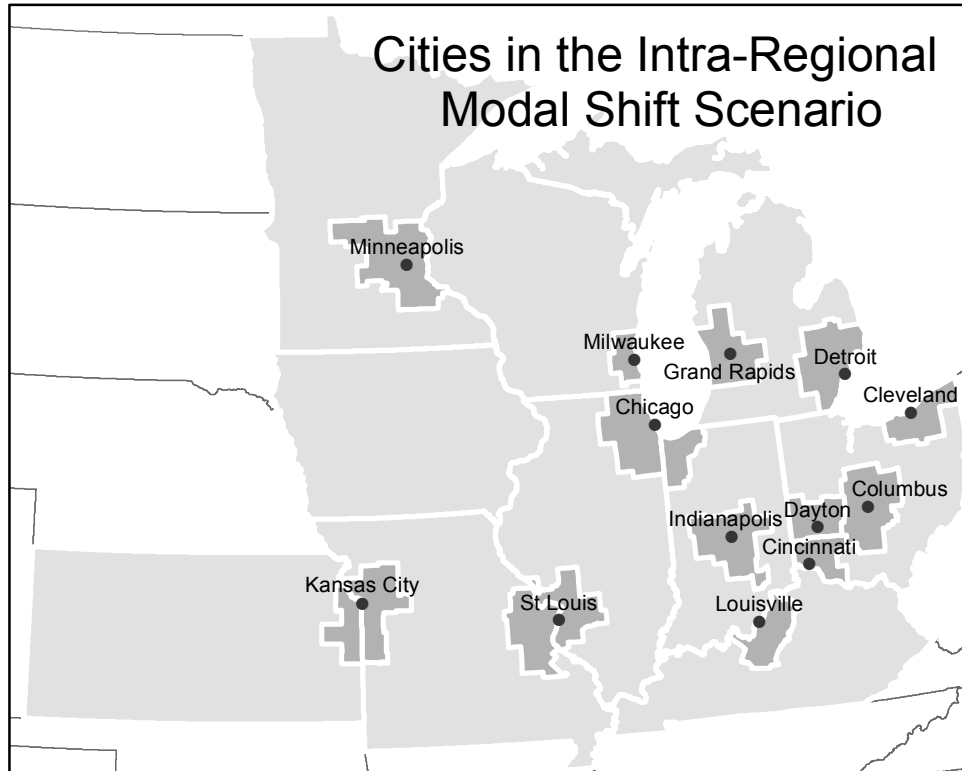 Cities in the Intra-Regional
Modal Shift Scenario
Minneapolis
Milwaukee
Grand Rapids
Detroit
Cleveland
Chicago
Columbus
Dayton
Indianapolis
Cincinnati
Kansas City
St Louis
Louisville